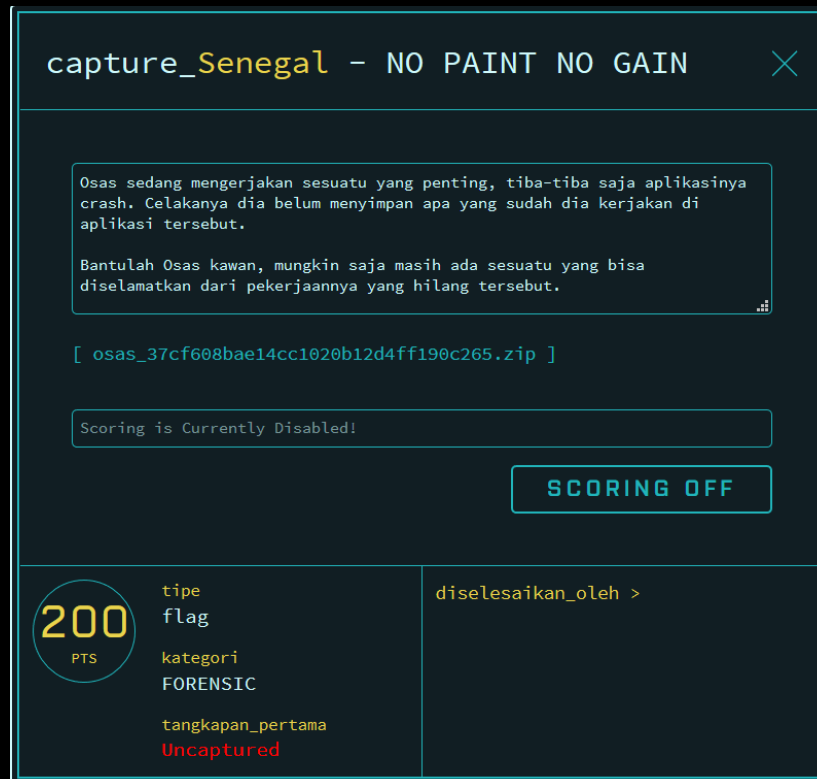 capture_Senegal - NO PAINT NO GAIN
Osas sedang mengerjakan sesuatu yang penting, tiba-tiba saja aplikasinya
crash. Celakanya dia belum menyimpan apa yang sudah dia kerjakan di
aplikasi tersebut.
Bantulah Osas kawan, mungkin saja masih ada sesuatu yang bisa
diselamatkan dari pekerjaannya yang hilang tersebut.
[ osas_37cf608bae14cc1020b12d4ff190c265.zip ]
Scoring is Currently Disabled!
SCORING OFF
200
PTS
tipe
flag
kategori
FORENSIC
tangkapan_pertama
Uncaptured
diselesaikan_oleh >